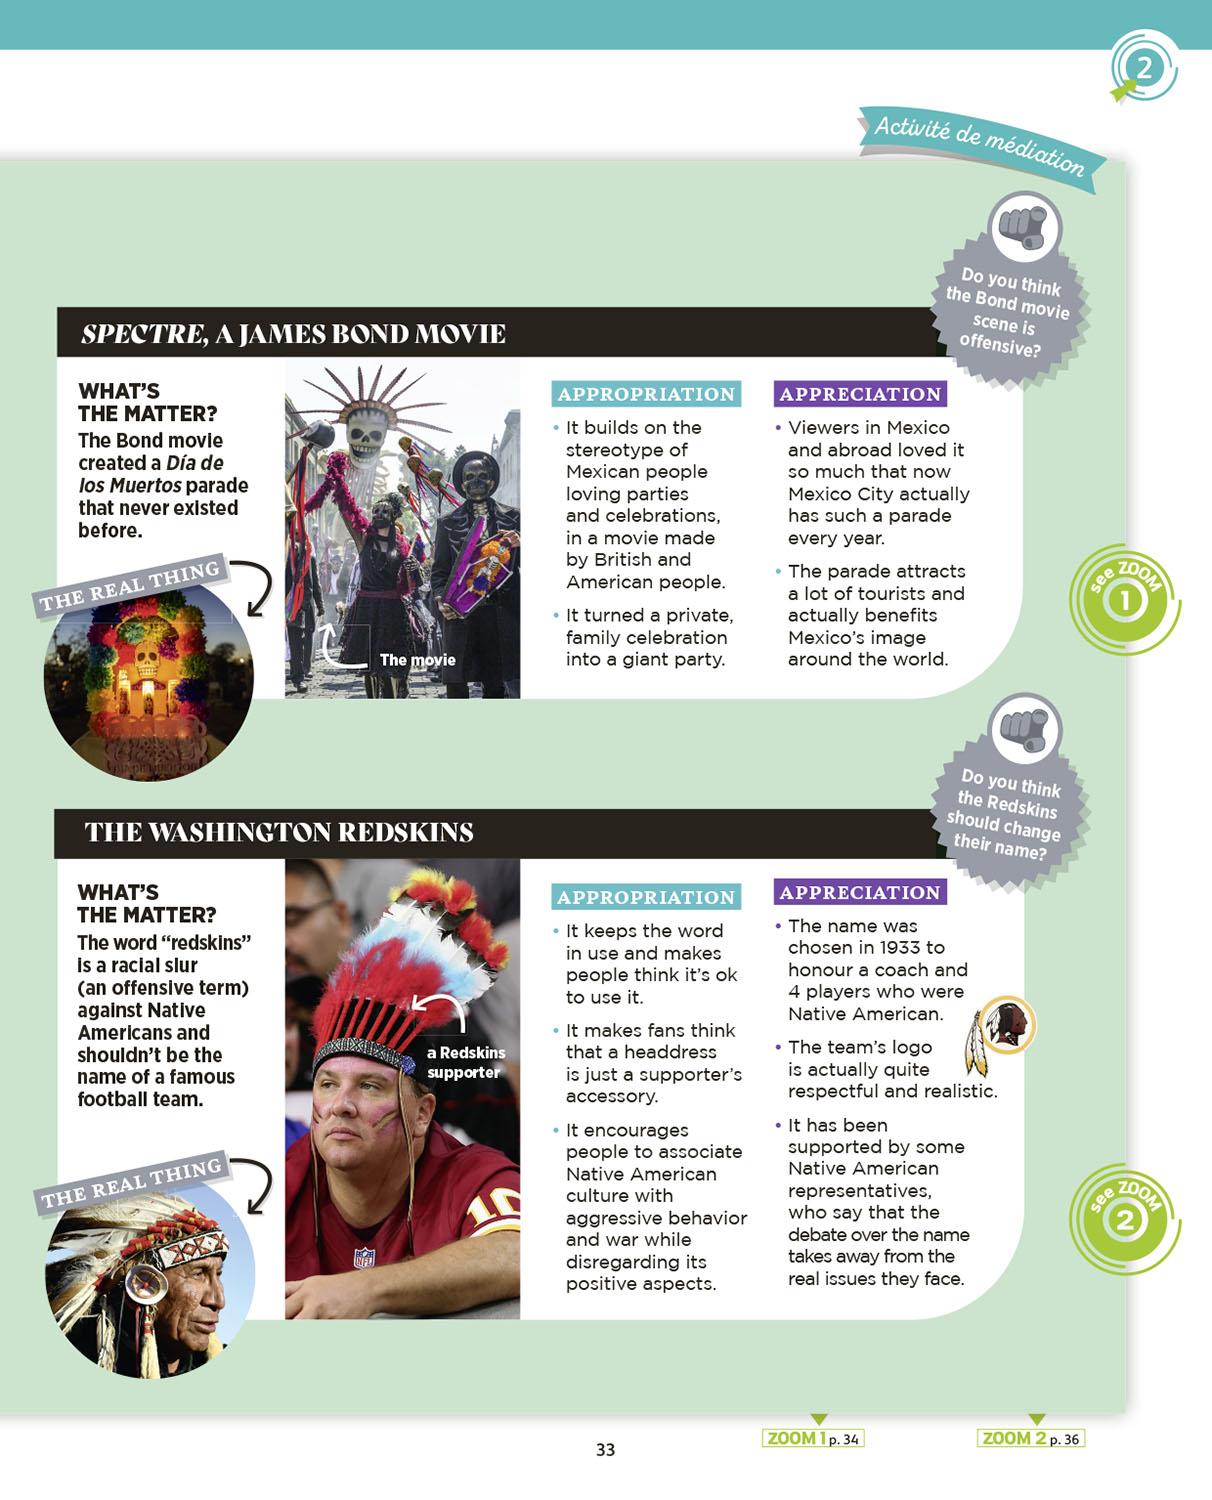 2
Activité de médiation
Do you think
the Bond movie
scene is
offensive?
SPECTRE, A JAMES BOND MOVIE
WHAT'S
THE MATTER?
The Bond movie
created a Día de
los Muertos parade
that never existed
before.
THE REAL THING
The movie
APPROPRIATION
• It builds on the
stereotype of
Mexican people
loving parties
and celebrations,
in a movie made
by British and
American people.
• It turned a private,
family celebration
into a giant party.
APPRECIATION
• Viewers in Mexico
and abroad loved it
so much that now
Mexico City actually
has such a parade
every year.
• The parade attracts
a lot of tourists and
actually benefits
Mexico's image
around the world.
see ZOOM
1
Do you think
the Redskins
should change
their name?
THE WASHINGTON REDSKINS
WHAT'S
THE MATTER?
The word “redskins”
is a racial slur
(an offensive term)
against Native
Americans and
shouldn't be the
name of a famous
football team.
THE REAL THING
a Redskins
supporter
10
NFL
APPROPRIATION
• It keeps the word
in use and makes
people think it's ok
to use it.
• It makes fans think
that a headdress
is just a supporter's
accessory.
• It encourages
people to associate
Native American
culture with
aggressive behavior
and war while
disregarding its
positive aspects.
APPRECIATION
• The name was
chosen in 1933 to
honour a coach and
4 players who were
Native American.
• The team's logo
is actually quite
respectful and realistic.
• It has been
supported by some
Native American
representatives,
who say that the
debate over the name
takes away from the
real issues they face.
see ZOOM
2
33
ZOOM 1 p. 34
ZOOM 2 p. 36